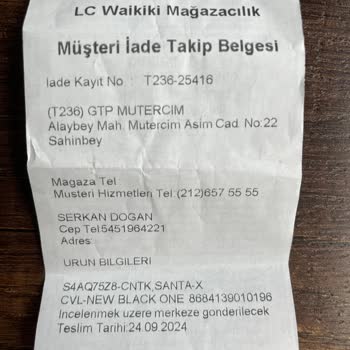 LC Waikiki Mağazacılık
Müşteri İade Takip Belgesi
İade Kayıt No : T236-25416
(T236) GTP MUTERCIM
Alaybey Mah. Mutercim Asim Cad. No:22
Sahinbey
Magaza Tel
Musteri Hizmetleri Tel:(212)657 55 55
SERKAN DOGAN
Cep Tel:5451964221
Adres:
URUN BILGILERI
S4AQ75Z8-CNTK,SANTA-X
CVL-NEW BLACK ONE 8684139010196
Incelenmek uzere merkeze gonderilecek
Teslim Tarihi:24.09.2024